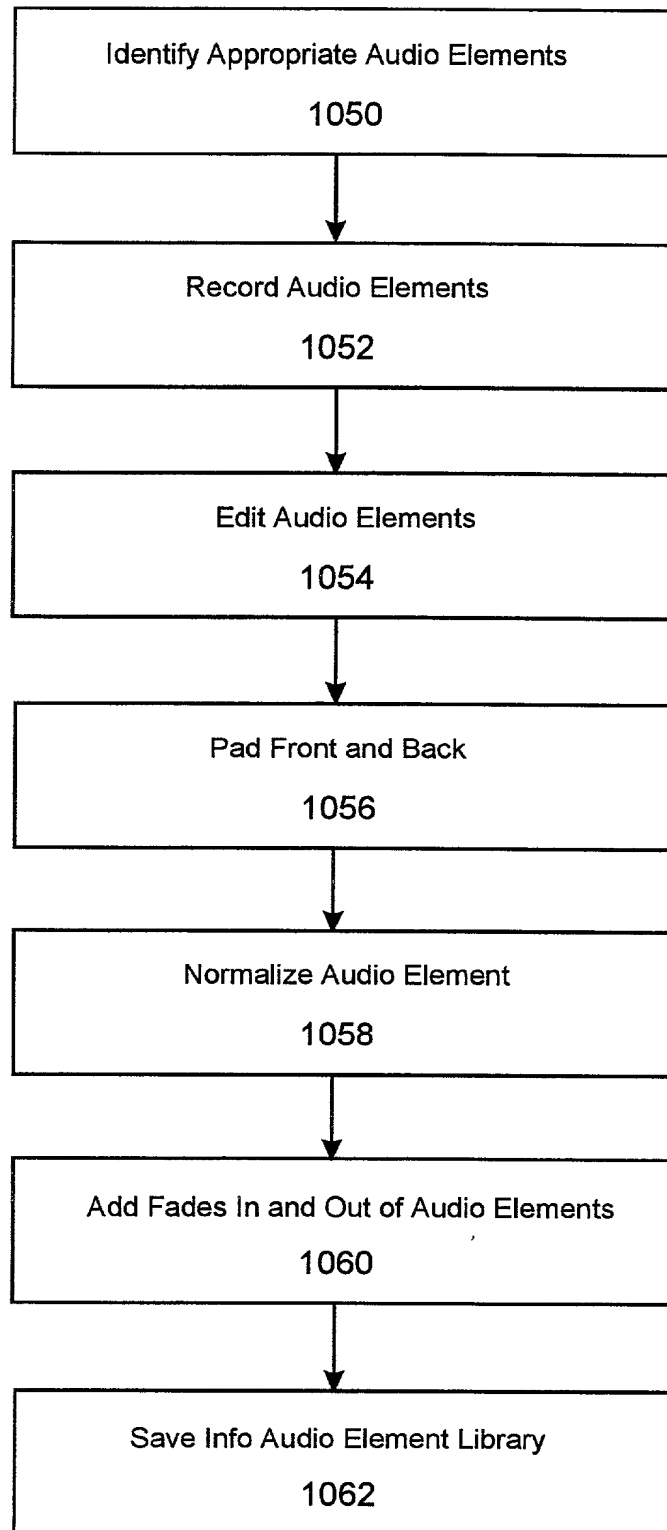 Identify Appropriate Audio Elements
1050
Record Audio Elements
1052
Edit Audio Elements
1054
Pad Front and Back
1056
Normalize Audio Element
1058
Add Fades In and Out of Audio Elements
1060
Save Info Audio Element Library
1062